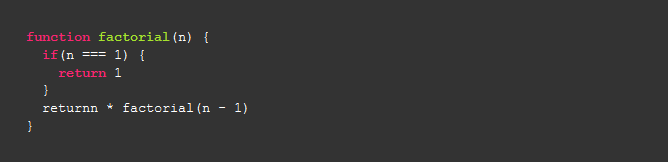 function factorial(n) {
if(n === 1) {
return 1
}
returnn * factorial(n - 1)
}